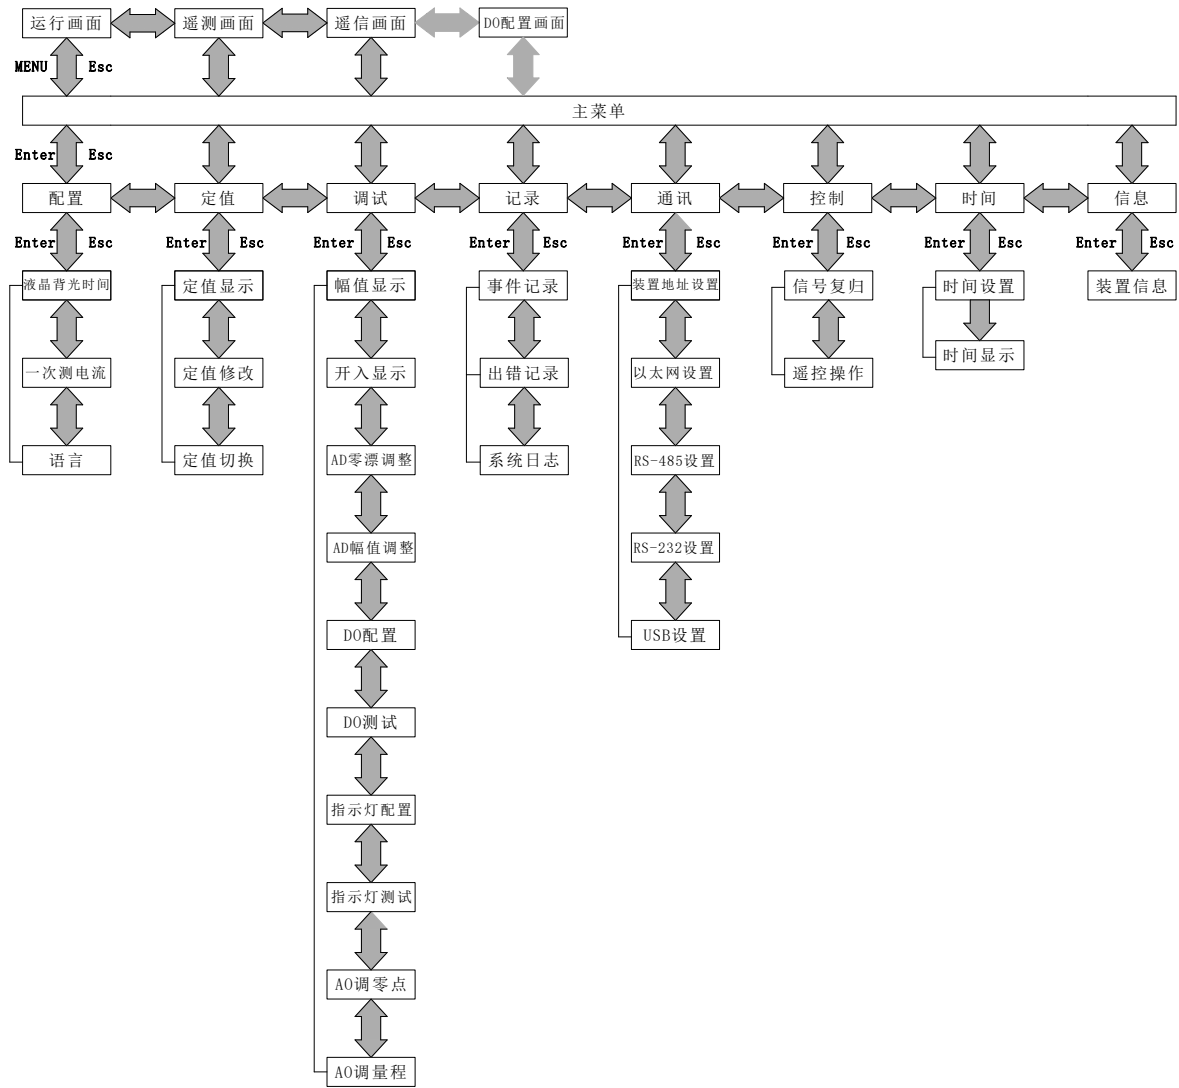 运行画面
遥测画面
遥信画面
DO配置画面
MENU
Esc
主菜单
Enter
Esc
配置
定值
调试
记录
通讯
控制
时间
信息
Enter
Esc
Enter
Esc
Enter
Esc
Enter
Esc
Enter
Esc
Enter
Esc
Enter
Esc
Enter
Esc
液晶背光时间
定值显示
幅值显示
事件记录
装置地址设置
信号复归
时间设置
装置信息
时间显示
一次测电流
定值修改
开入显示
出错记录
以太网设置
遥控操作
语言
定值切换
AD零漂调整
系统日志
RS-485设置
AD幅值调整
RS-232设置
DO配置
USB设置
DO测试
指示灯配置
指示灯测试
AO调零点
AO调量程